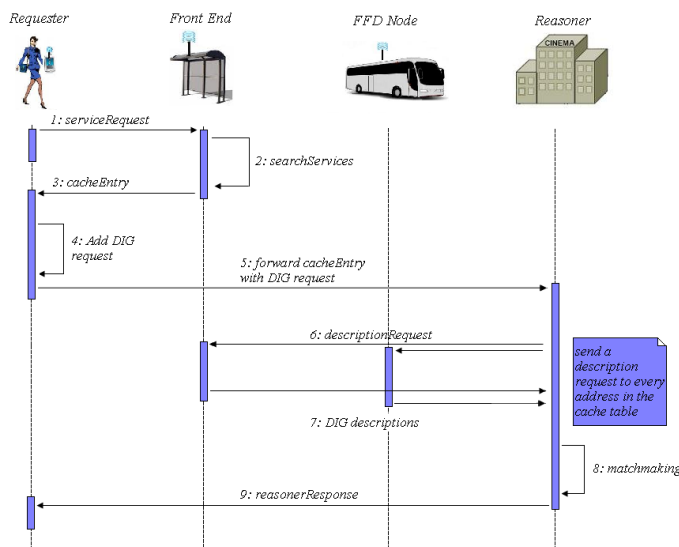 Requester
Front End
FFD Node
Reasoner
CINEMA
1: serviceRequest
2: searchServices
3: cacheEntry
4: Add DIG
request
5: forward cacheEntry
with DIG request
6: descriptionRequest
send a
description
request to every
address in the
cache table
7: DIG descriptions
8: matchmaking
9: reasonerResponse